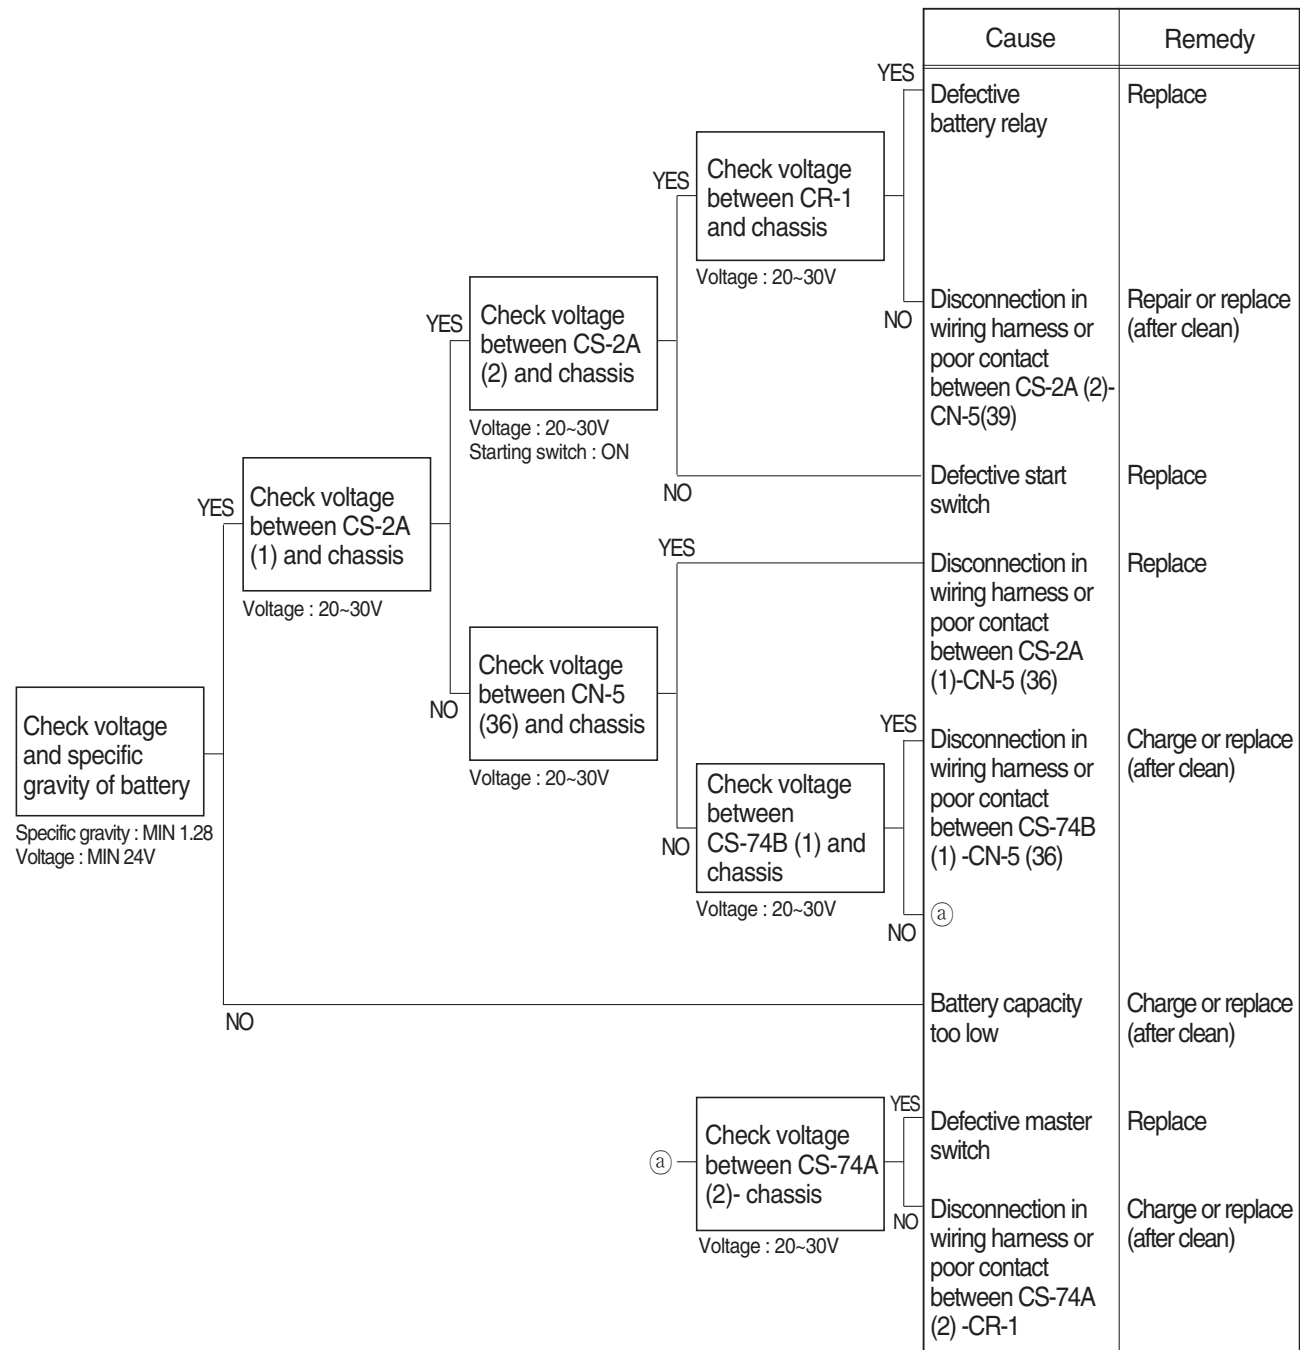 Cause
Remedy
YES
Defective
battery relay
Replace
YES
Check voltage
between CR-1
and chassis
Voltage : 20~30V
NO
Disconnection in
wiring harness or
poor contact
between CS-2A (2)-
CN-5(39)
Repair or replace
(after clean)
YES
Check voltage
between CS-2A
(2) and chassis
Voltage : 20~30V
Starting switch : ON
NO
Defective start
switch
Replace
YES
Check voltage
between CS-2A
(1) and chassis
Voltage : 20~30V
YES
Disconnection in
wiring harness or
poor contact
between CS-2A
(1)-CN-5 (36)
Replace
NO
Check voltage
between CN-5
(36) and chassis
Voltage : 20~30V
Check voltage
and specific
gravity of battery
Specific gravity : MIN 1.28
Voltage : MIN 24V
YES
Disconnection in
wiring harness or
poor contact
between CS-74B
(1) -CN-5 (36)
Charge or replace
(after clean)
NO
Check voltage
between
CS-74B (1) and
chassis
Voltage : 20~30V
NO
ⓐ
NO
Battery capacity
too low
Charge or replace
(after clean)
ⓐ
Check voltage
between CS-74A
(2)- chassis
Voltage : 20~30V
YES
Defective master
switch
Replace
NO
Disconnection in
wiring harness or
poor contact
between CS-74A
(2) -CR-1
Charge or replace
(after clean)